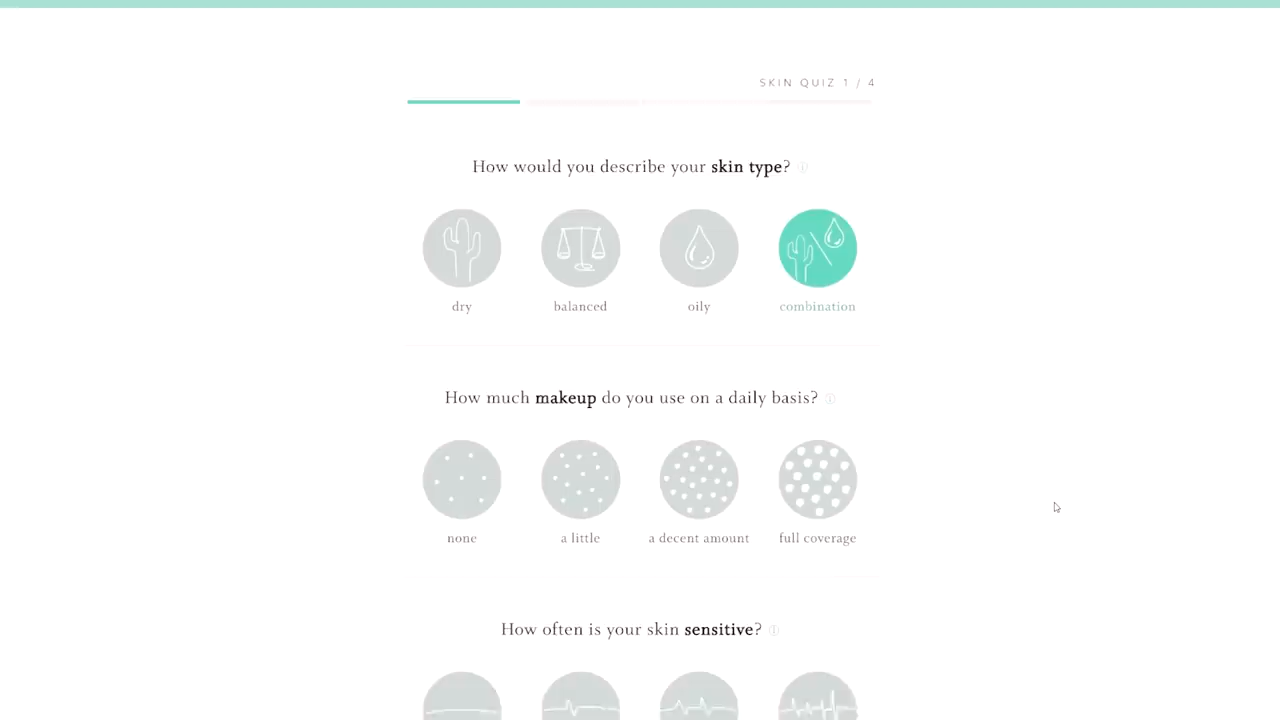 SKIN QUIZ 1 / 4
How would you describe your skin type?
dry
balanced
oily
combination
How much makeup do you use on a daily basis?
none
a little
a decent amount
full coverage
How often is your skin sensitive?